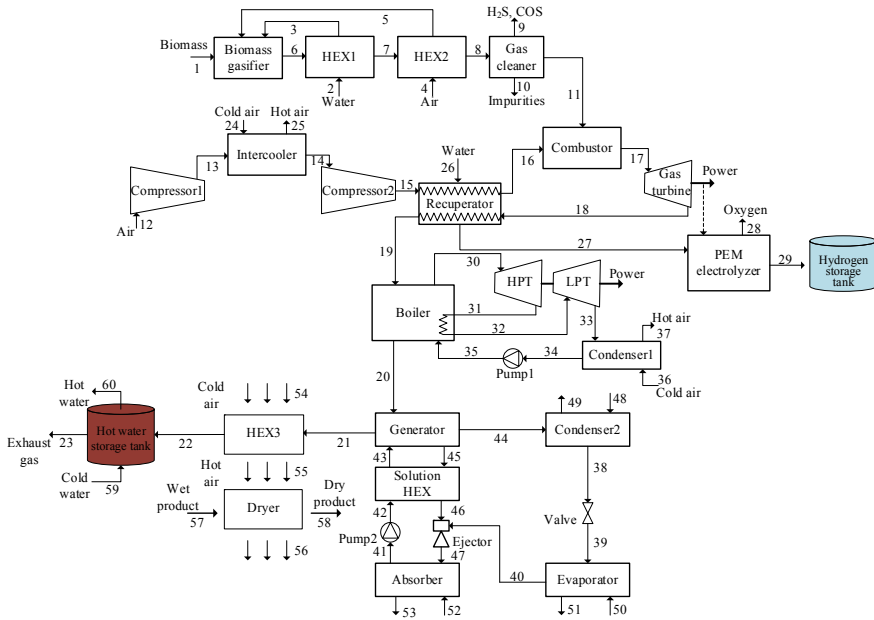 H₂S, COS
5
9
3
Biomass
1
Biomass
gasifier
6
HEX1
7
HEX2
8
Gas
cleaner
2
Water
4
Air
10
Impurities
11
Cold air
24
Hot air
25
Intercooler
13
14
Compressor1
12
Air
Compressor2
15
Water
26
Recuperator
16
Combustor
17
Gas
turbine
Power
18
19
27
Oxygen
28
PEM
electrolyzer
29
Hydrogen
storage
tank
30
HPT
LPT
Power
Boiler
31
32
33
Hot air
37
Condenser1
34
35
Pump1
36
Cold air
20
Hot
water
60
Cold
air
54
49
48
Exhaust
gas
23
Hot water
storage tank
22
HEX3
21
Generator
44
Condenser2
43
45
Cold
water
59
Hot
air
55
Solution
HEX
38
Wet
product
57
Dryer
Dry
product
58
42
46
Pump2
Ejector
Valve
41
47
39
56
40
Absorber
Evaporator
53
52
51
50